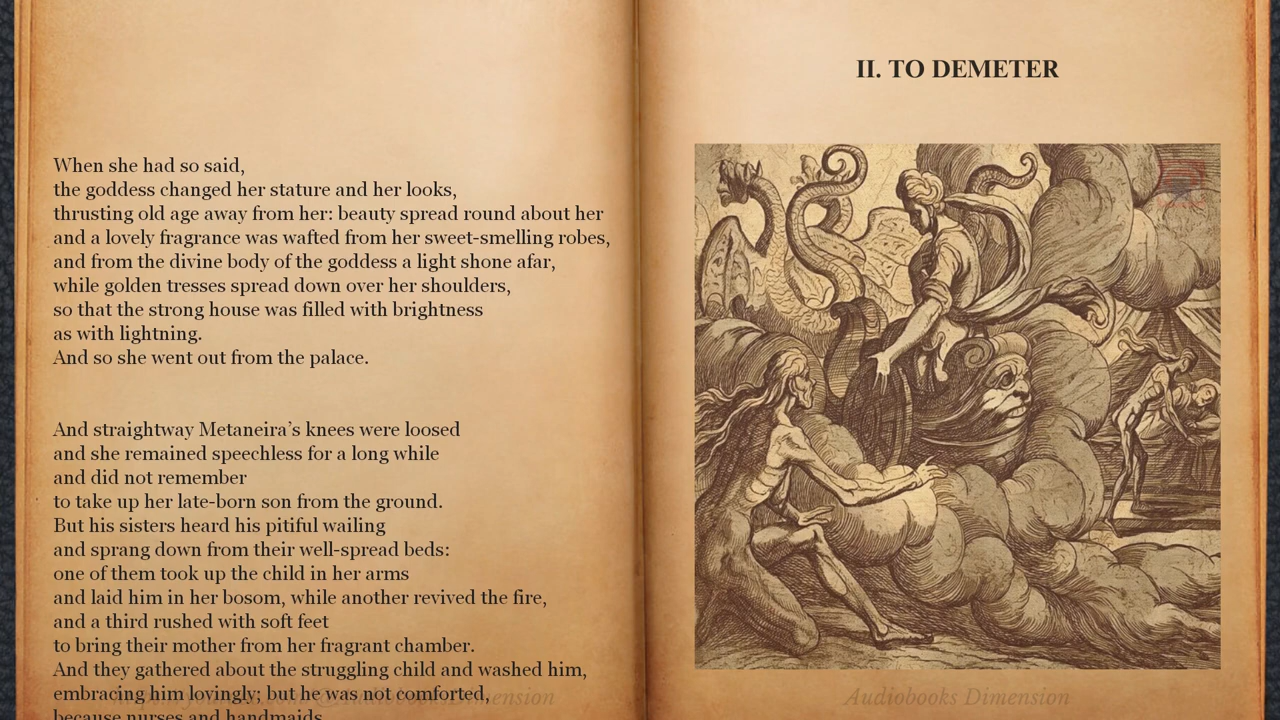 When she had so said,
the goddess changed her stature and her looks,
thrusting old age away from her: beauty spread round about her
and a lovely fragrance was wafted from her sweet-smelling robes,
and from the divine body of the goddess a light shone afar,
while golden tresses spread down over her shoulders,
so that the strong house was filled with brightness
as with lightning.
And so she went out from the palace.
And straightway Metaneira’s knees were loosed
and she remained speechless for a long while
and did not remember
to take up her late-born son from the ground.
But his sisters heard his pitiful wailing
and sprang down from their well-spread beds:
one of them took up the child in her arms
and laid him in her bosom, while another revived the fire,
and a third rushed with soft feet
to bring their mother from her fragrant chamber.
And they gathered about the struggling child and washed him,
embracing him lovingly; but he was not comforted,
because nurses and handmaids
Audiobooks Dimension
II. TO DEMETER
Audiobooks Dimension